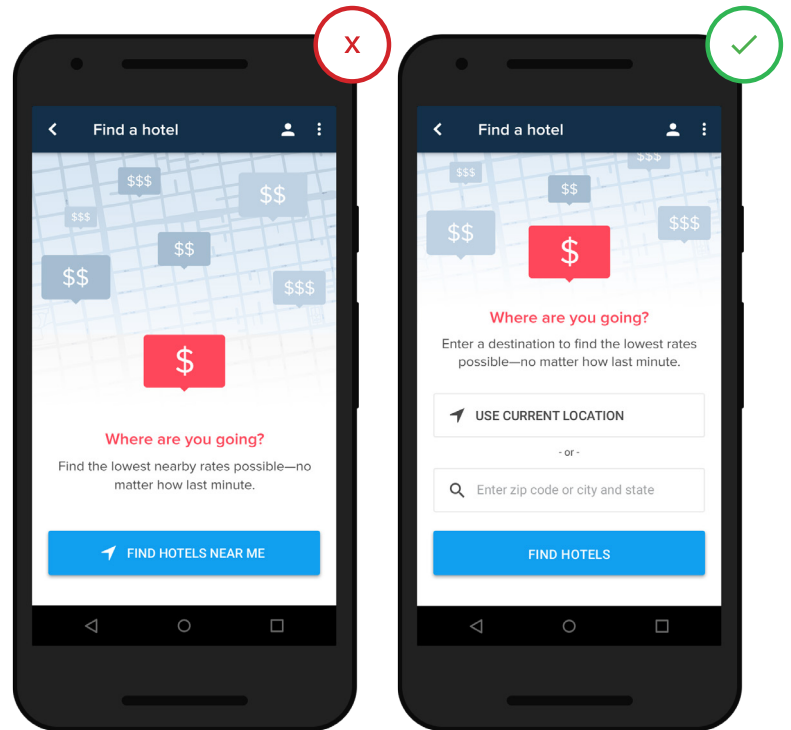 X
Find a hotel
$$$
$$
$$$
$$
$$
$$$
$
Where are you going?
Find the lowest nearby rates possible—no
matter how last minute.
FIND HOTELS NEAR ME
Find a hotel
$$$
$$$
$$
$$
$$$
$
Where are you going?
Enter a destination to find the lowest rates
possible—no matter how last minute.
USE CURRENT LOCATION
- or -
Enter zip code or city and state
FIND HOTELS